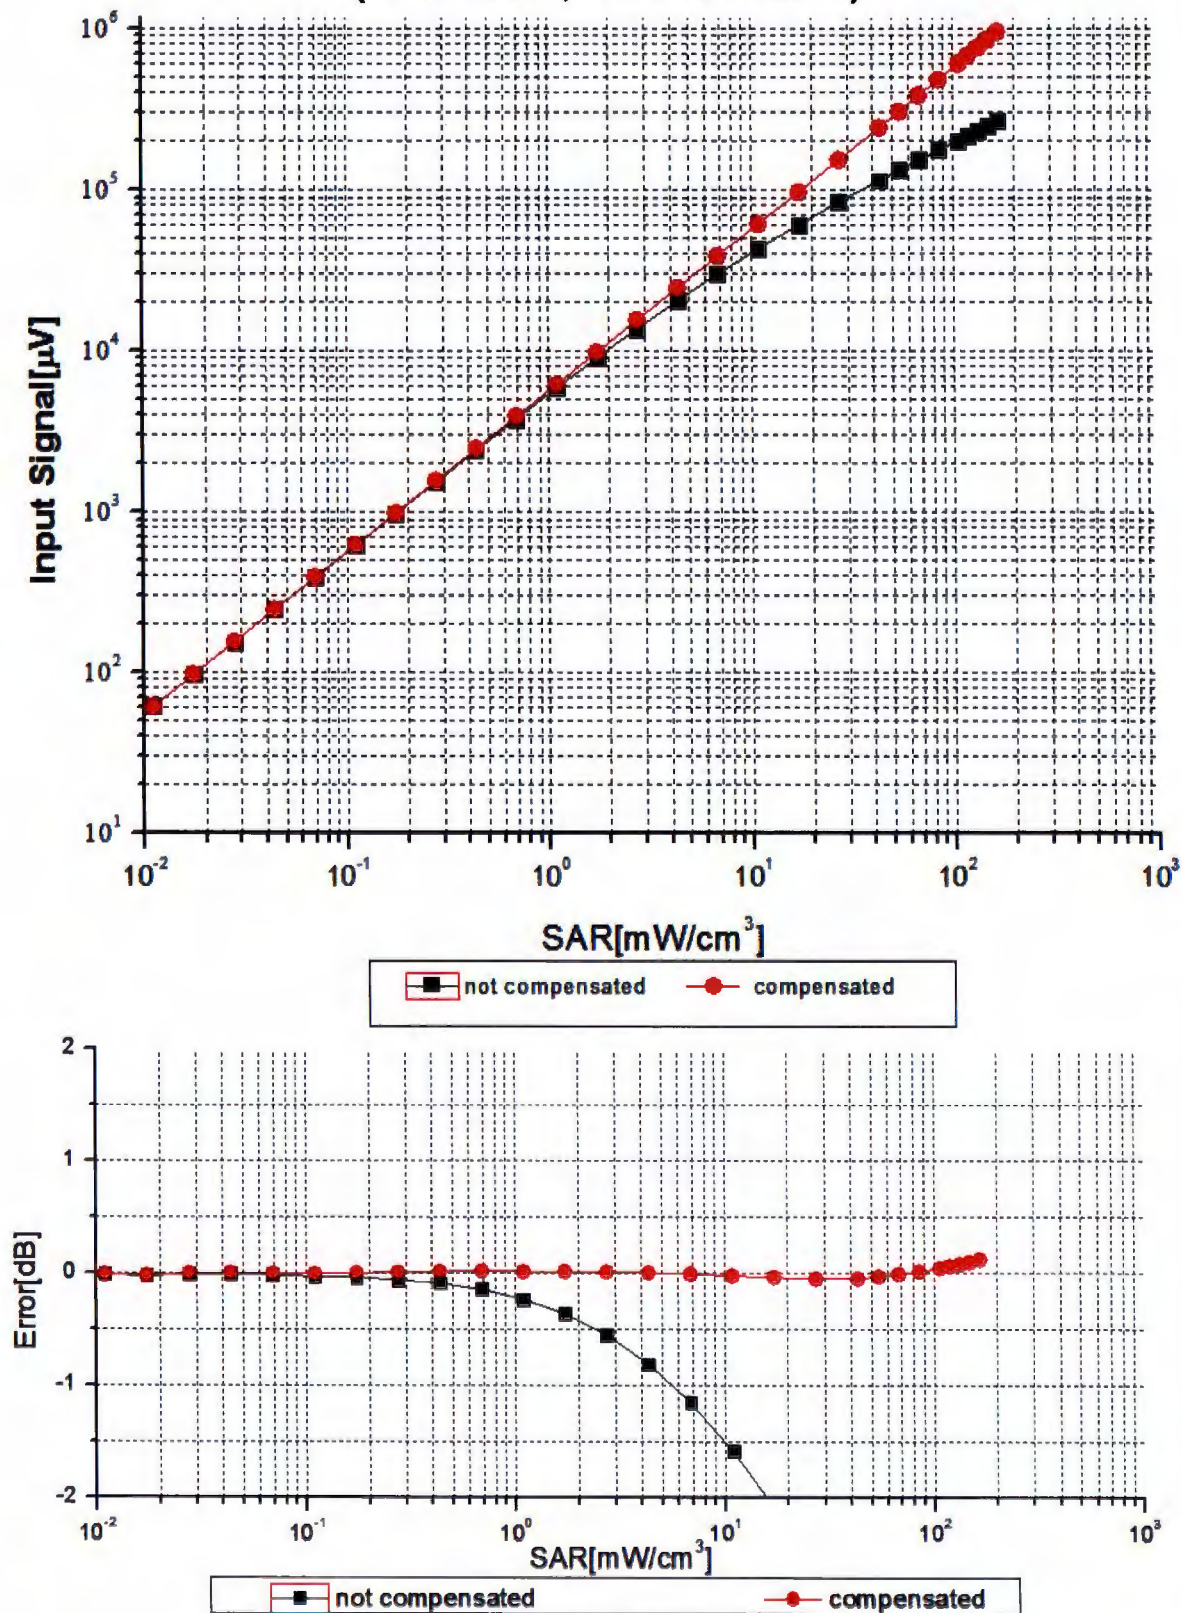 10⁶
10⁵
10⁴
10³
10²
10¹
Input Signal[µV]
10⁻² 10⁻¹ 10⁰ 10¹ 10² 10³
SAR[mW/cm³]
not compensated compensated
2
1
0
-1
-2
Error[dB]
10⁻² 10⁻¹ 10⁰ 10¹ 10² 10³
SAR[mW/cm³]
not compensated compensated